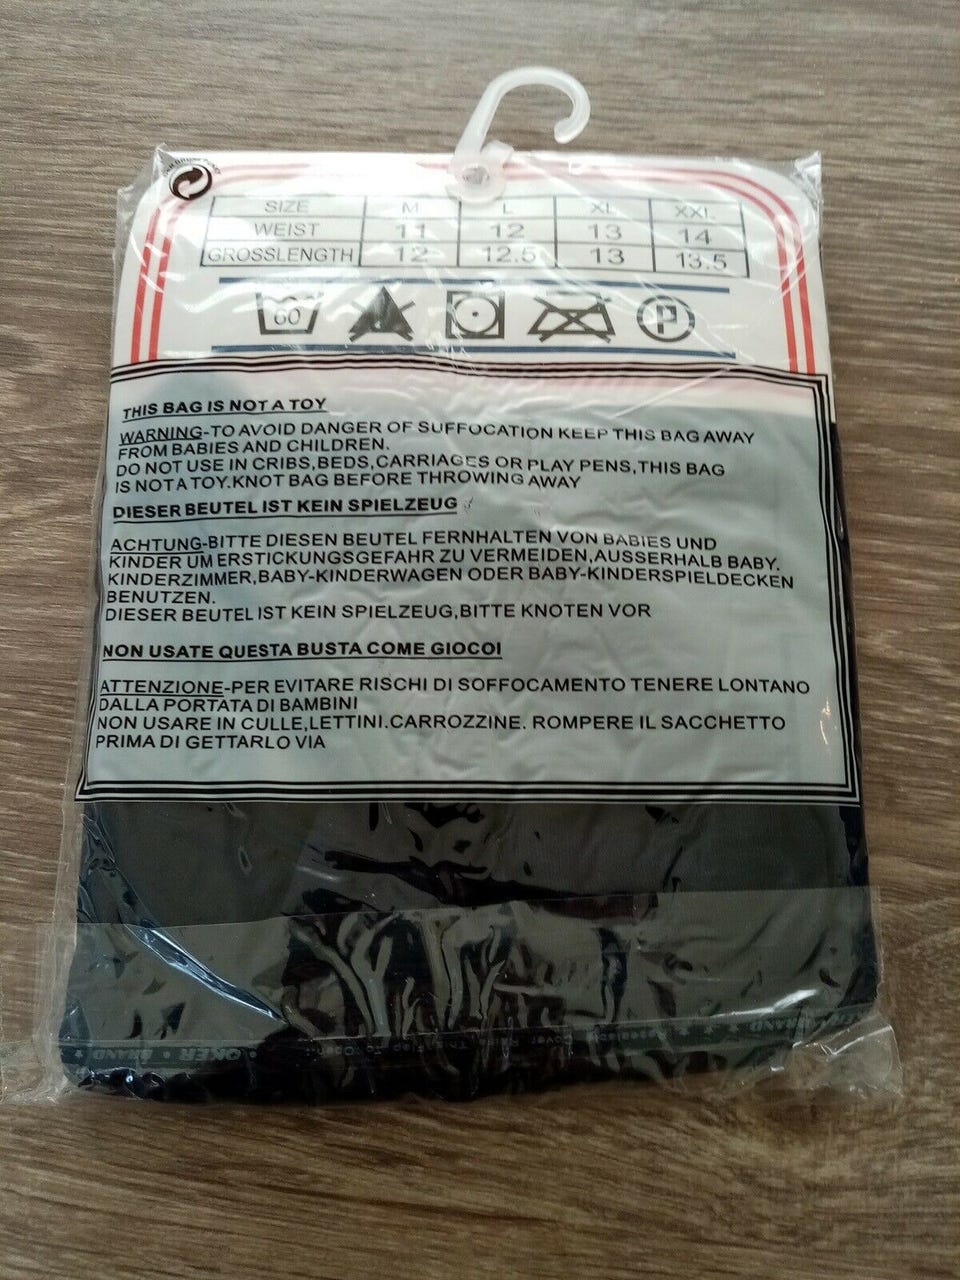 SIZE M L XL XXL
WEIST 11 12 13 14
GROSSLENGTH 12 12.5 13 13.5
60 P
THIS BAG IS NOT A TOY
WARNING-TO AVOID DANGER OF SUFFOCATION KEEP THIS BAG AWAY
FROM BABIES AND CHILDREN.
DO NOT USE IN CRIBS,BEDS,CARRIAGES OR PLAY PENS,THIS BAG
IS NOT A TOY.KNOT BAG BEFORE THROWING AWAY
DIESER BEUTEL IST KEIN SPIELZEUG
ACHTUNG-BITTE DIESEN BEUTEL FERNHALTEN VON BABIES UND
KINDER UM ERSTICKUNGSGEFAHR ZU VERMEIDEN,AUSSERHALB BABY.
KINDERZIMMER,BABY-KINDERWAGEN ODER BABY-KINDERSPIELDECKEN
BENUTZEN.
DIESER BEUTEL IST KEIN SPIELZEUG,BITTE KNOTEN VOR
NON USATE QUESTA BUSTA COME GIOCOI
ATTENZIONE-PER EVITARE RISCHI DI SOFFOCAMENTO TENERE LONTANO
DALLA PORTATA DI BAMBINI
NON USARE IN CULLE,LETTINI.CARROZZINE. ROMPERE IL SACCHETTO
PRIMA DI GETTARLO VIA
BRAND